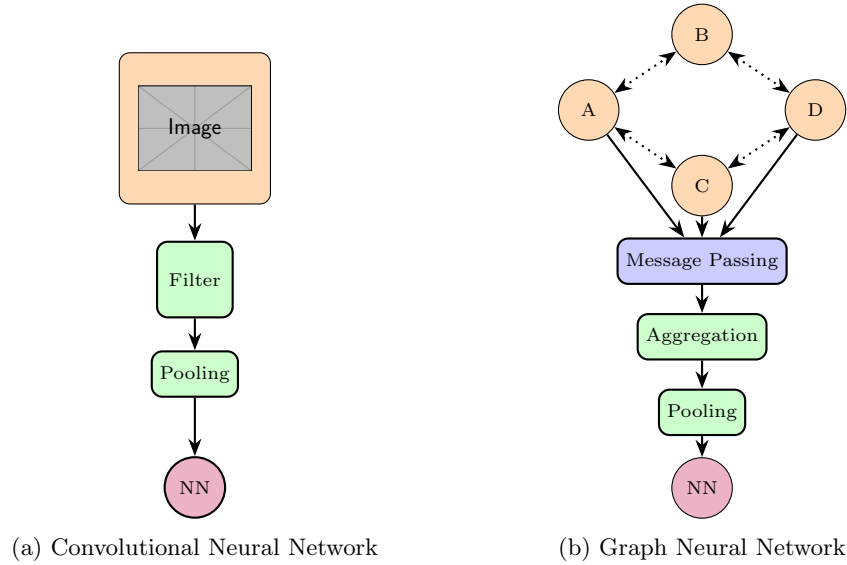 Image
Filter
Pooling
NN
(a) Convolutional Neural Network
B
A
D
C
Message Passing
Aggregation
Pooling
NN
(b) Graph Neural Network